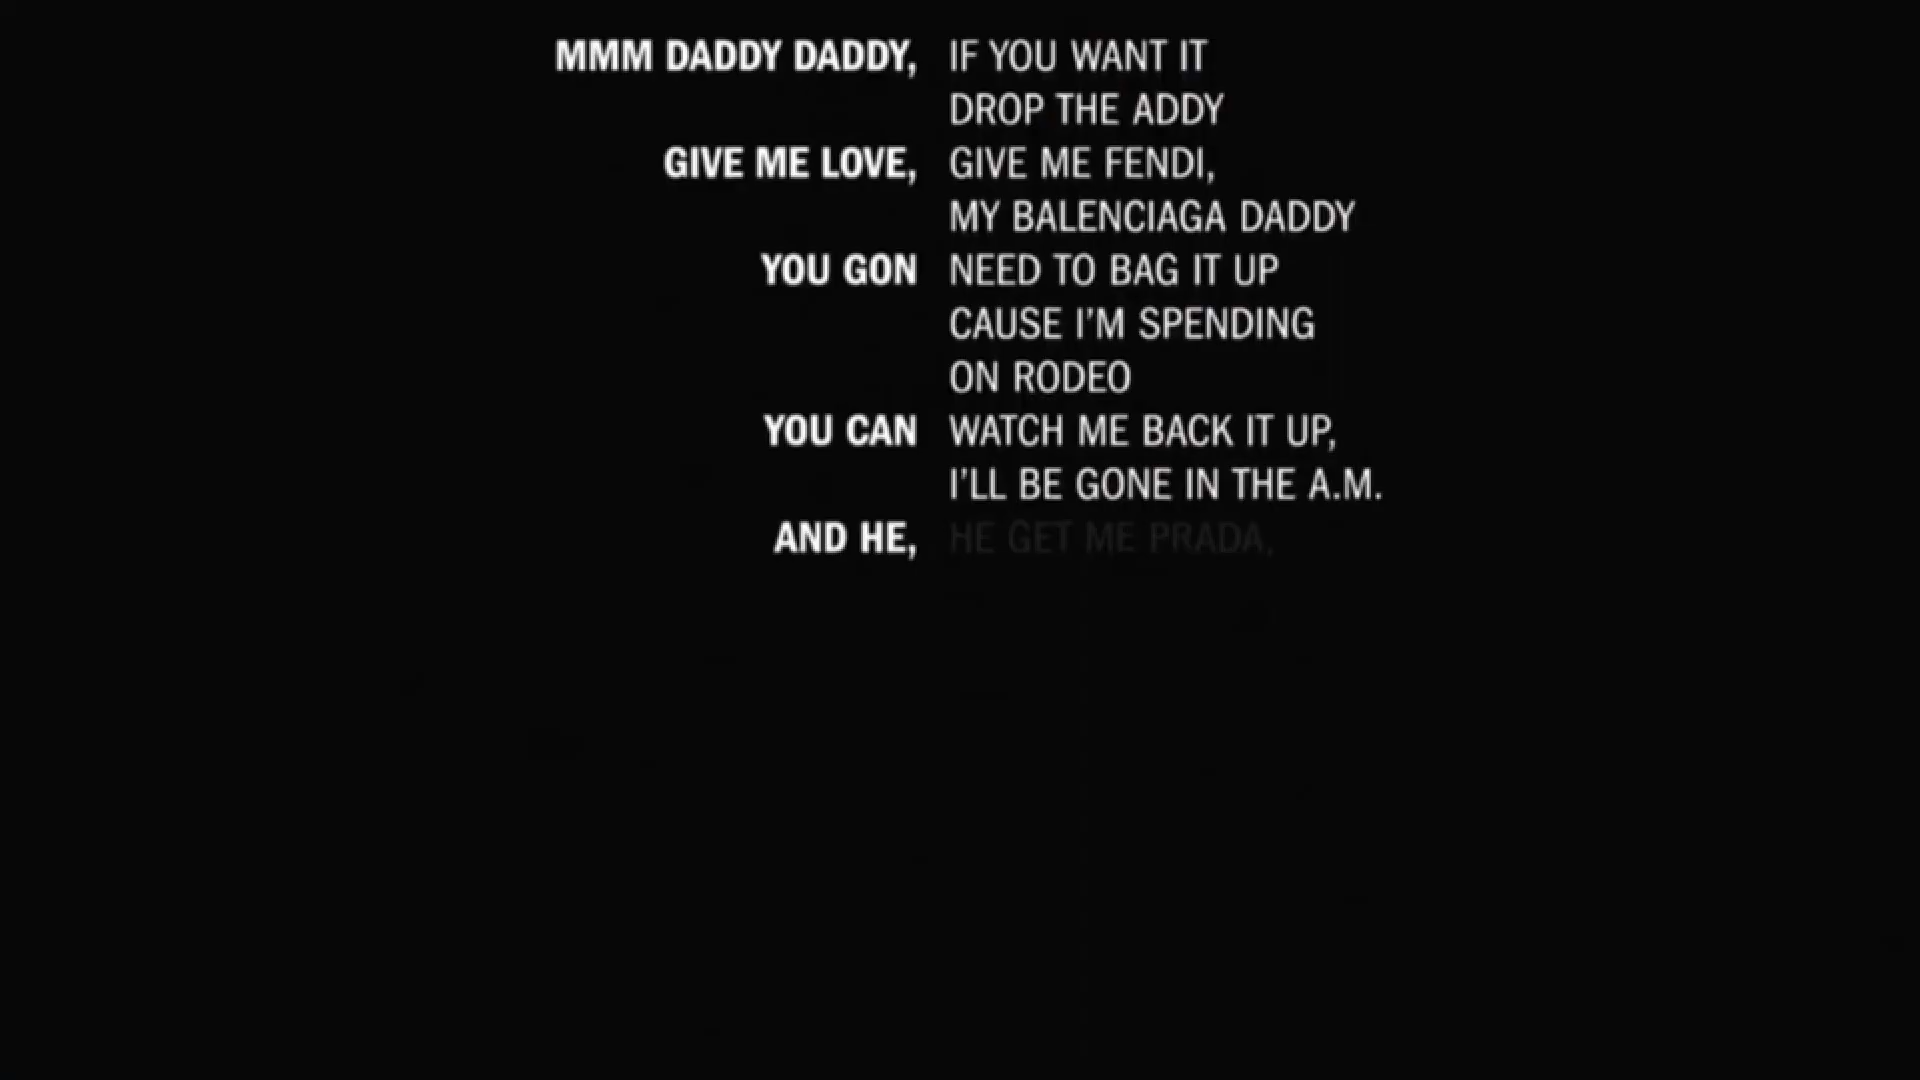 MMM DADDY DADDY, IF YOU WANT IT
DROP THE ADDY
GIVE ME LOVE, GIVE ME FENDI,
MY BALENCIAGA DADDY
YOU GON NEED TO BAG IT UP
CAUSE I'M SPENDING
ON RODEO
YOU CAN WATCH ME BACK IT UP,
I'LL BE GONE IN THE A.M.
AND HE, HE GET ME PRADA,